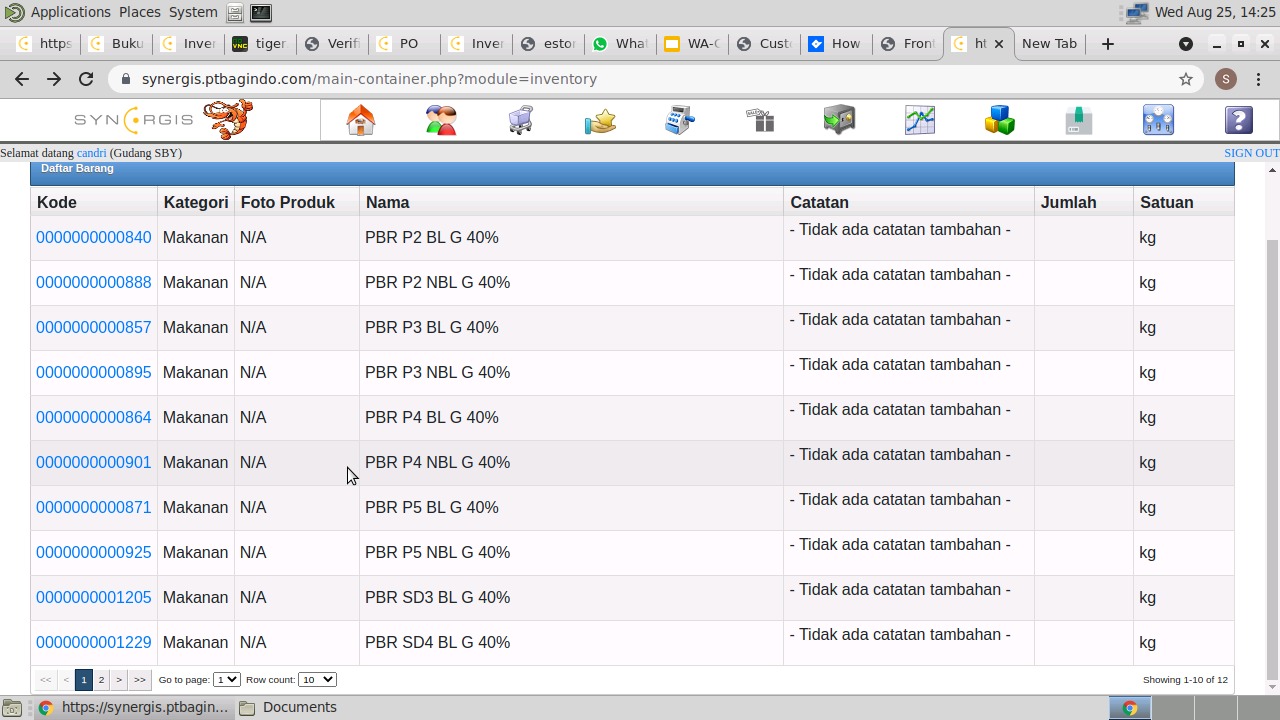 Applications Places System Wed Aug 25, 14:25
https Buku Inver VNC tiger Verifi PO Inver estor What WA-C Custo How Front ht New Tab
synergis.ptbagindo.com/main-container.php?module=inventory S
SYNERGIS
Selamat datang candri (Gudang SBY) SIGN OUT
Daftar Barang
Kode Kategori Foto Produk Nama Catatan Jumlah Satuan
0000000000840 Makanan N/A PBR P2 BL G 40% - Tidak ada catatan tambahan - kg
0000000000888 Makanan N/A PBR P2 NBL G 40% - Tidak ada catatan tambahan - kg
0000000000857 Makanan N/A PBR P3 BL G 40% - Tidak ada catatan tambahan - kg
0000000000895 Makanan N/A PBR P3 NBL G 40% - Tidak ada catatan tambahan - kg
0000000000864 Makanan N/A PBR P4 BL G 40% - Tidak ada catatan tambahan - kg
0000000000901 Makanan N/A PBR P4 NBL G 40% - Tidak ada catatan tambahan - kg
0000000000871 Makanan N/A PBR P5 BL G 40% - Tidak ada catatan tambahan - kg
0000000000925 Makanan N/A PBR P5 NBL G 40% - Tidak ada catatan tambahan - kg
0000000001205 Makanan N/A PBR SD3 BL G 40% - Tidak ada catatan tambahan - kg
0000000001229 Makanan N/A PBR SD4 BL G 40% - Tidak ada catatan tambahan - kg
<< < 1 2 > >> Go to page: 1 Row count: 10 Showing 1-10 of 12
https://synergis.ptbagin... Documents